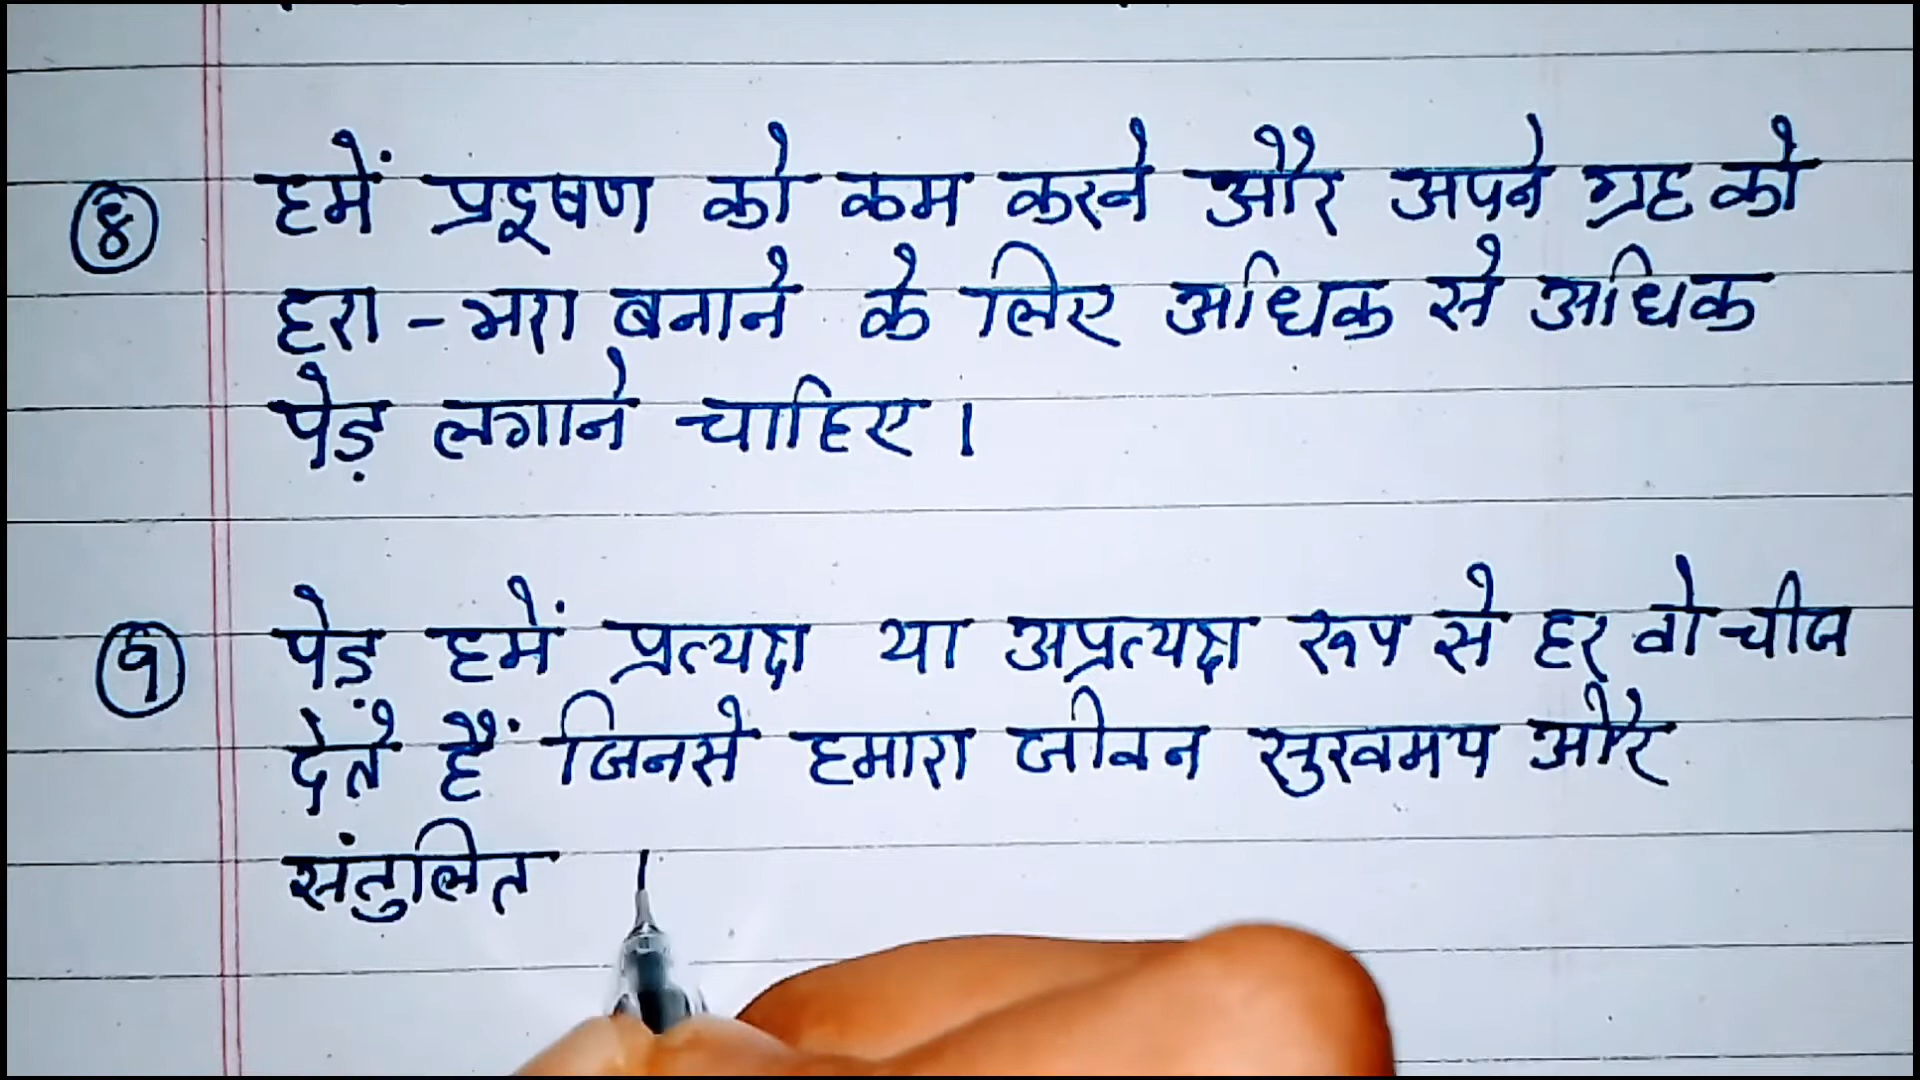 8 हमें प्रदूषण को कम करने और अपने ग्रह को
हरा - भरा बनाने के लिए अधिक से अधिक
पेड़ लगाने चाहिए।
9 पेड़ हमें प्रत्यक्ष या अप्रत्यक्ष रूप से हर वो चीज
देते हैं जिनसे हमारा जीवन सुखमय और
संतुलित